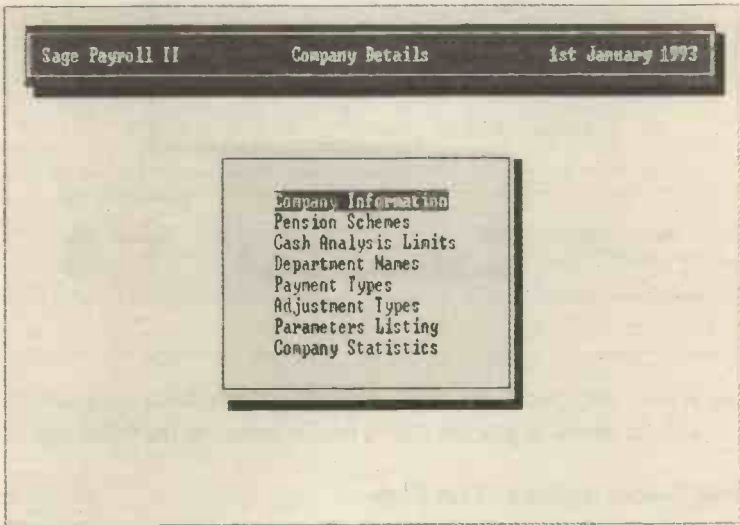 Sage Payroll II Company Details 1st January 1993
Company Information
Pension Schemes
Cash Analysis Limits
Department Names
Payment Types
Adjustment Types
Parameters Listing
Company Statistics